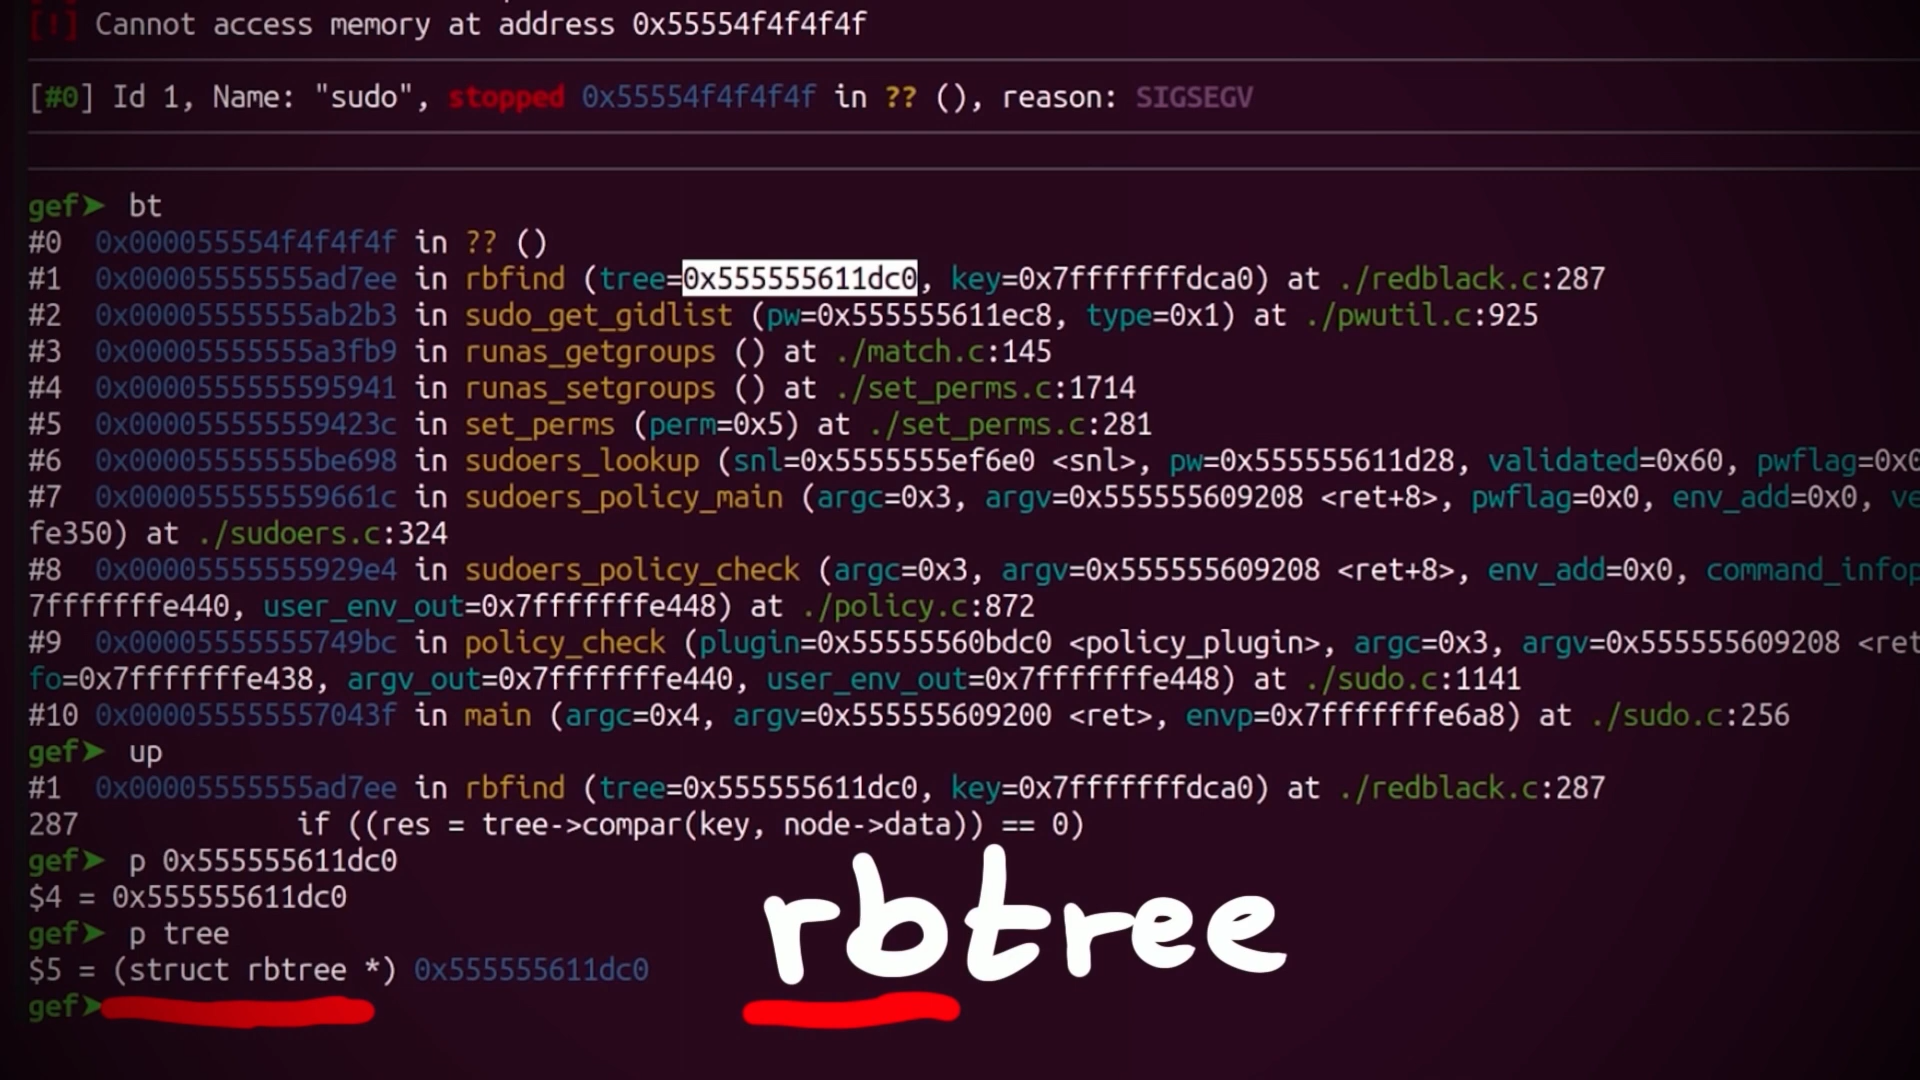 [!] Cannot access memory at address 0x55554f4f4f4f
[#0] Id 1, Name: "sudo", stopped 0x55554f4f4f4f in ?? (), reason: SIGSEGV
gef➤ bt
#0 0x000055554f4f4f4f in ?? ()
#1 0x00005555555ad7ee in rbfind (tree=0x555555611dc0, key=0x7fffffffdca0) at ./redblack.c:287
#2 0x00005555555ab2b3 in sudo_get_gidlist (pw=0x555555611ec8, type=0x1) at ./pwutil.c:925
#3 0x00005555555a3fb9 in runas_getgroups () at ./match.c:145
#4 0x0000555555595941 in runas_setgroups () at ./set_perms.c:1714
#5 0x000055555559423c in set_perms (perm=0x5) at ./set_perms.c:281
#6 0x00005555555be698 in sudoers_lookup (snl=0x5555555ef6e0 <snl>, pw=0x555555611d28, validated=0x60, pwflag=0x0
#7 0x000055555559661c in sudoers_policy_main (argc=0x3, argv=0x555555609208 <ret+8>, pwflag=0x0, env_add=0x0, ve
fe350) at ./sudoers.c:324
#8 0x00005555555929e4 in sudoers_policy_check (argc=0x3, argv=0x555555609208 <ret+8>, env_add=0x0, command_infop
7fffffffe440, user_env_out=0x7fffffffe448) at ./policy.c:872
#9 0x00005555555749bc in policy_check (plugin=0x55555560bdc0 <policy_plugin>, argc=0x3, argv=0x555555609208 <ret
fo=0x7fffffffe438, argv_out=0x7fffffffe440, user_env_out=0x7fffffffe448) at ./sudo.c:1141
#10 0x000055555557043f in main (argc=0x4, argv=0x555555609200 <ret>, envp=0x7fffffffe6a8) at ./sudo.c:256
gef➤ up
#1 0x00005555555ad7ee in rbfind (tree=0x555555611dc0, key=0x7fffffffdca0) at ./redblack.c:287
287 if ((res = tree->compar(key, node->data)) == 0)
gef➤ p 0x555555611dc0
$4 = 0x555555611dc0
gef➤ p tree
$5 = (struct rbtree *) 0x555555611dc0
gef➤
rbtree